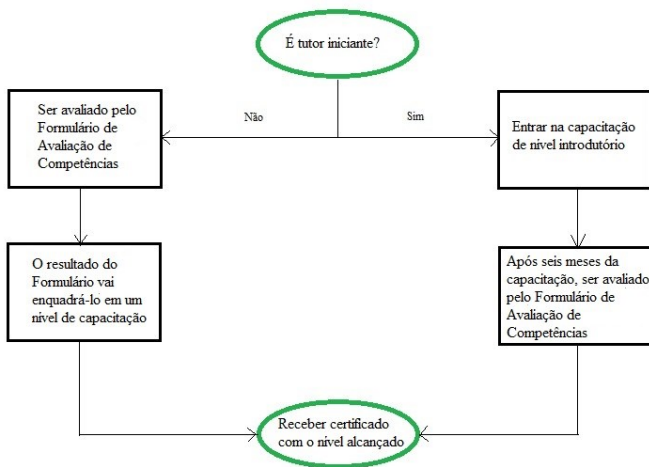 É tutor iniciante?
Ser avaliado pelo
Formulário de
Avaliação de
Competências
Não
Sim
Entrar na capacitação
de nível introdutório
O resultado do
Formulário vai
enquadrá-lo em um
nível de capacitação
Após seis meses da
capacitação, ser avaliado
pelo Formulário de
Avaliação de
Competências
Receber certificado
com o nível alcançado